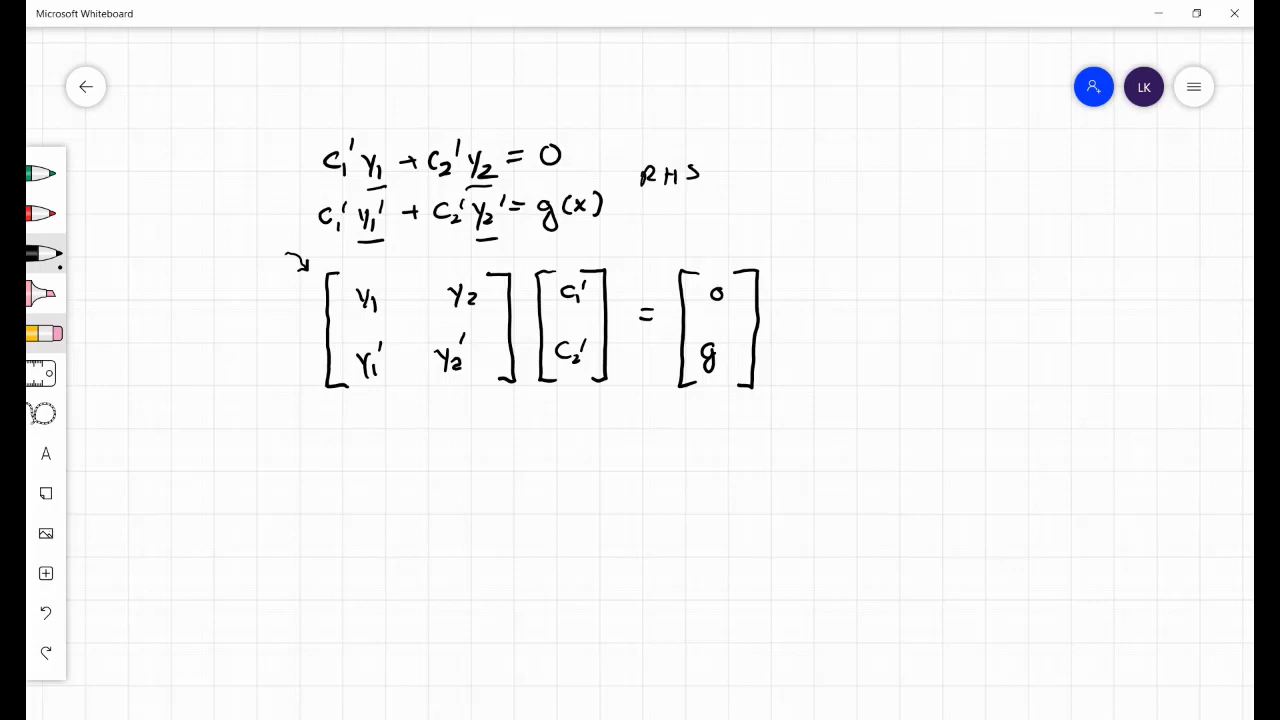 Microsoft Whiteboard
LK
c₁' y₁ + c₂' y₂ = 0
RHS
c₁' y₁' + c₂' y₂' = g(x)
[ y₁ y₂ ] [ c₁' ] = [ 0 ]
[ y₁' y₂' ] [ c₂' ] [ g ]
A